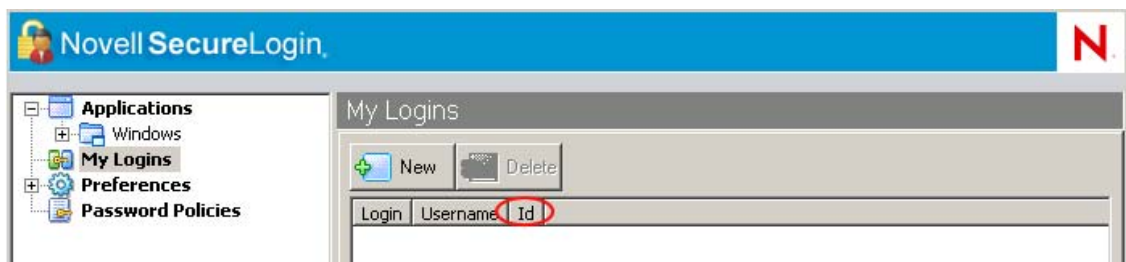 Novell SecureLogin.
N.
Applications
Windows
My Logins
Preferences
Password Policies
My Logins
New Delete
Login Username Id